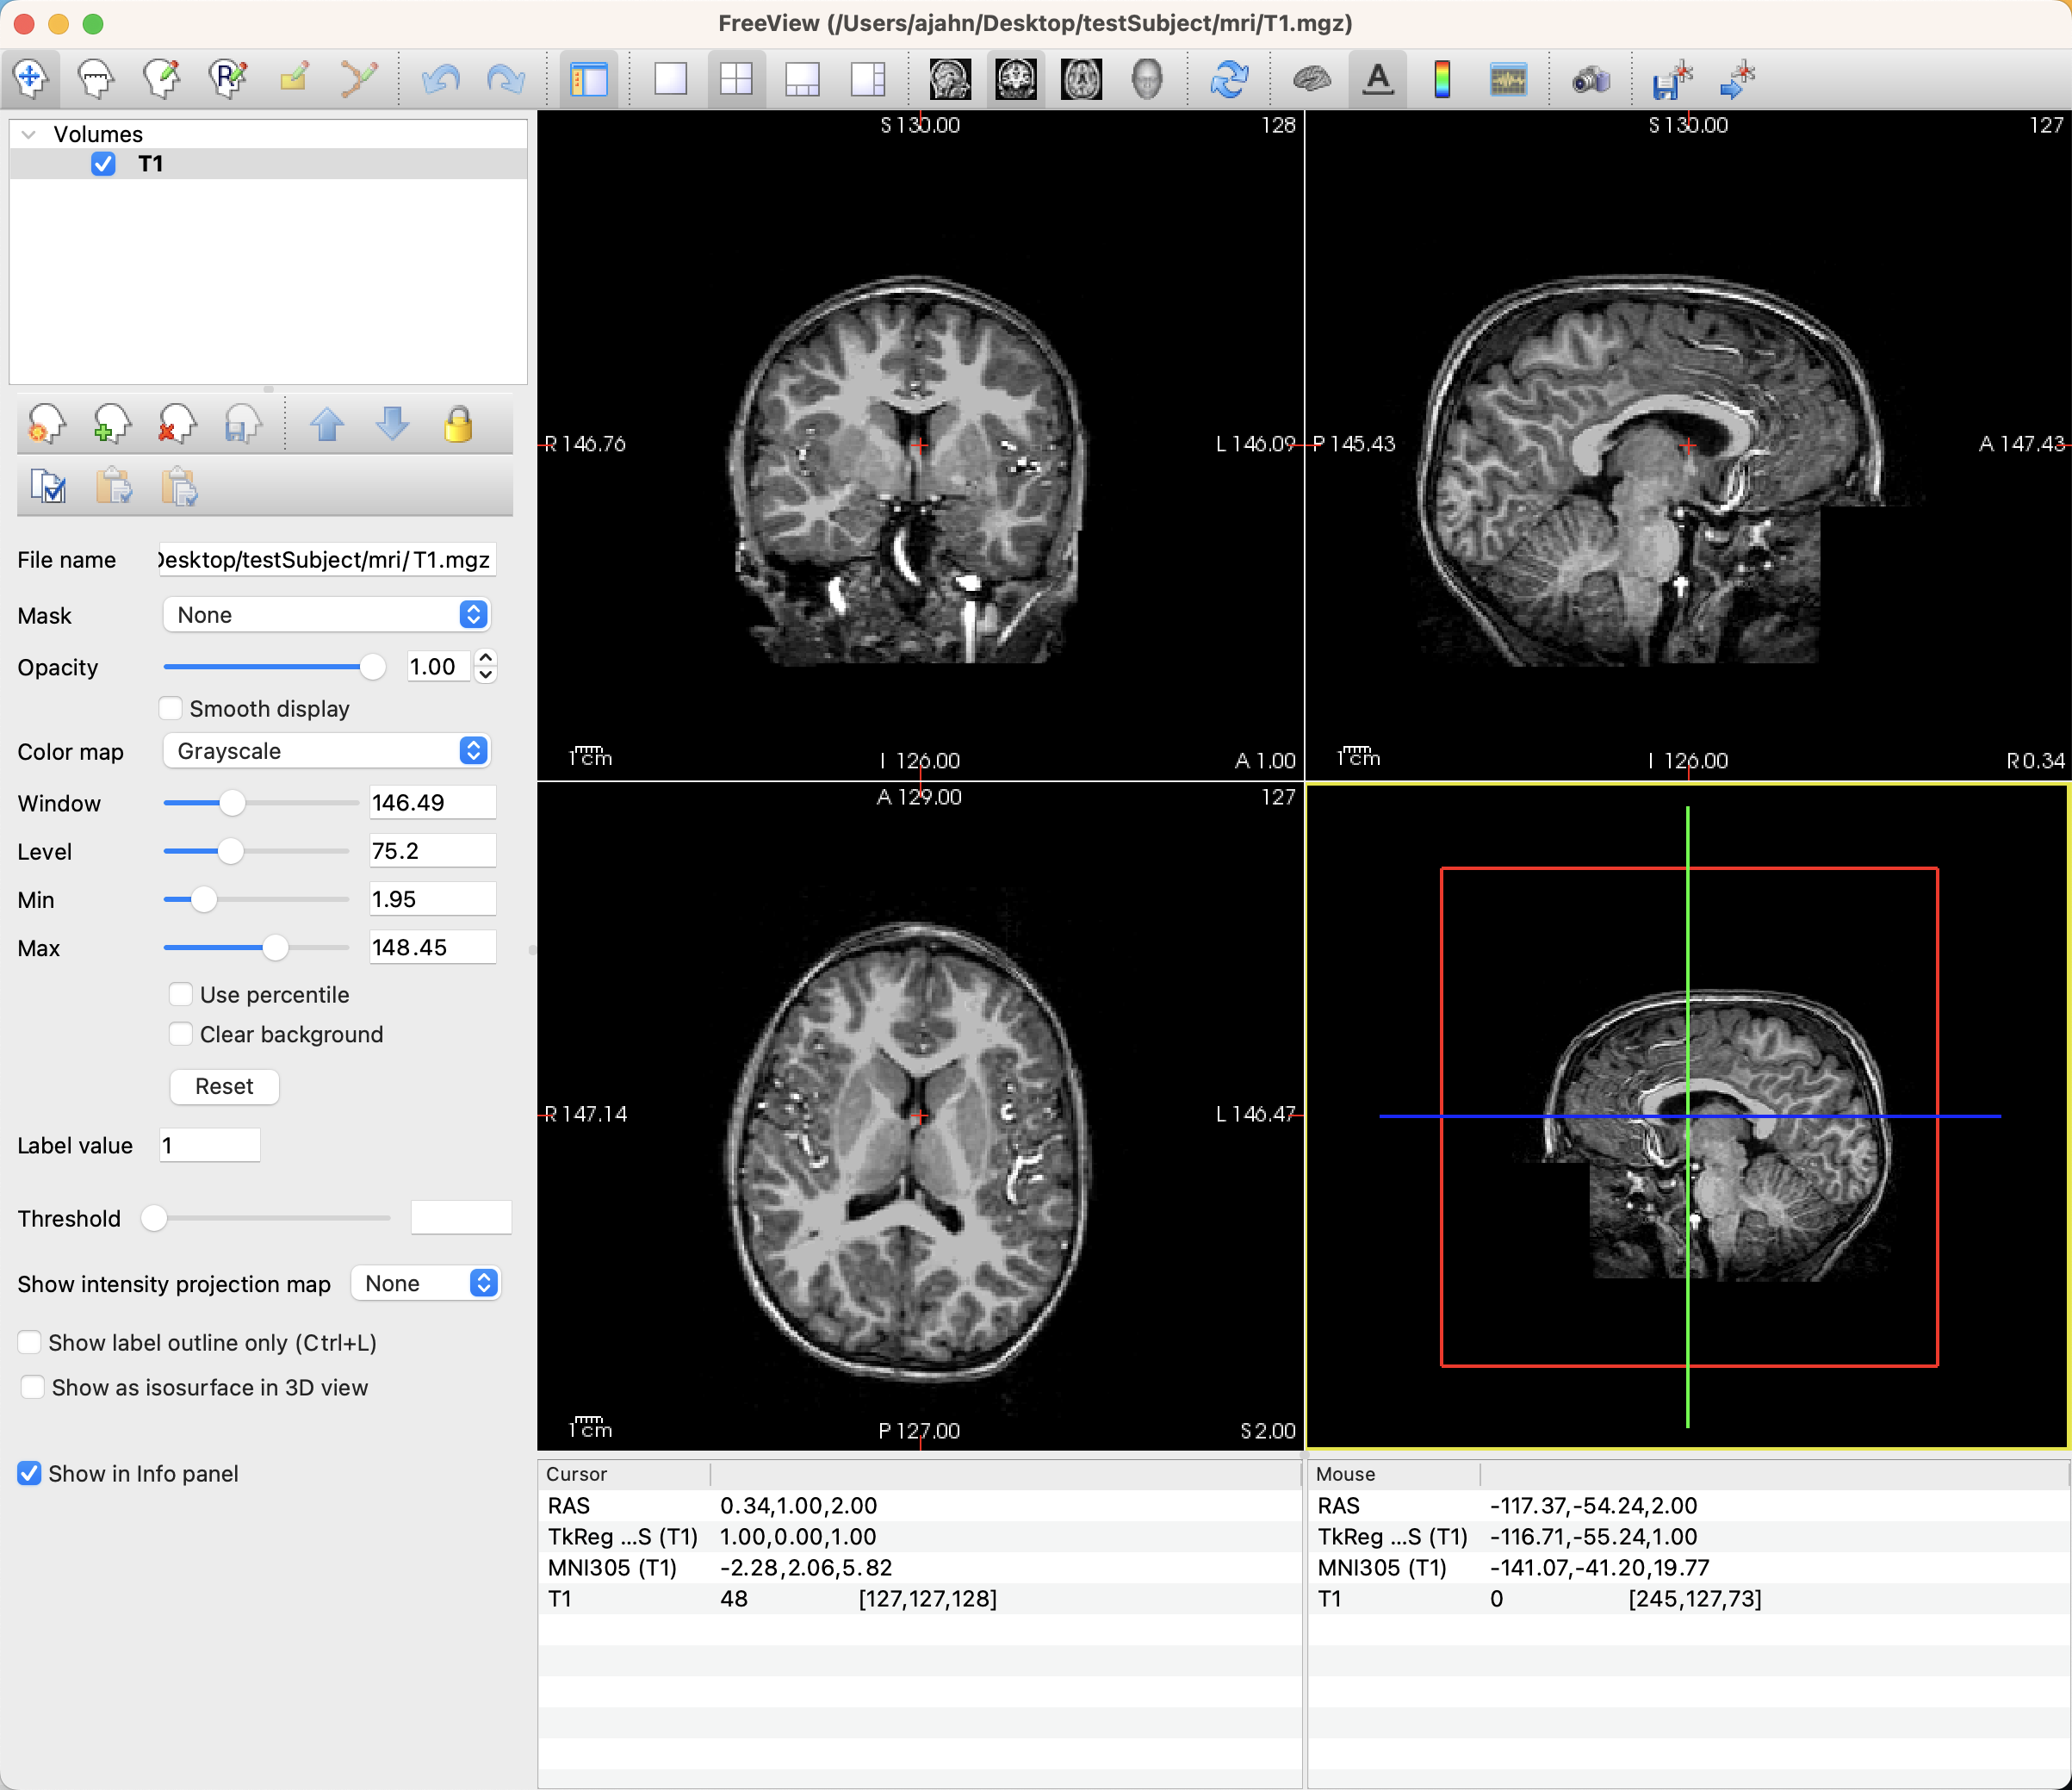 FreeView (/Users/ajahn/Desktop/testSubject/mri/T1.mgz)
A
Volumes
T1
File name
Desktop/testSubject/mri/T1.mgz
Mask
None
Opacity
1.00
Smooth display
Color map
Grayscale
Window
146.49
Level
75.2
Min
1.95
Max
148.45
Use percentile
Clear background
Reset
Label value
1
Threshold
Show intensity projection map
None
Show label outline only (Ctrl+L)
Show as isosurface in 3D view
Show in Info panel
S 130.00
128
R 146.76
L 146.09
1 cm
I 126.00
A 1.00
S 130.00
127
P 145.43
A 147.43
1 cm
I 126.00
R 0.34
A 129.00
127
R 147.14
L 146.47
1 cm
P 127.00
S 2.00
Cursor
RAS 0.34,1.00,2.00
TkReg ...S (T1) 1.00,0.00,1.00
MNI305 (T1) -2.28,2.06,5.82
T1 48 [127,127,128]
Mouse
RAS -117.37,-54.24,2.00
TkReg ...S (T1) -116.71,-55.24,1.00
MNI305 (T1) -141.07,-41.20,19.77
T1 0 [245,127,73]